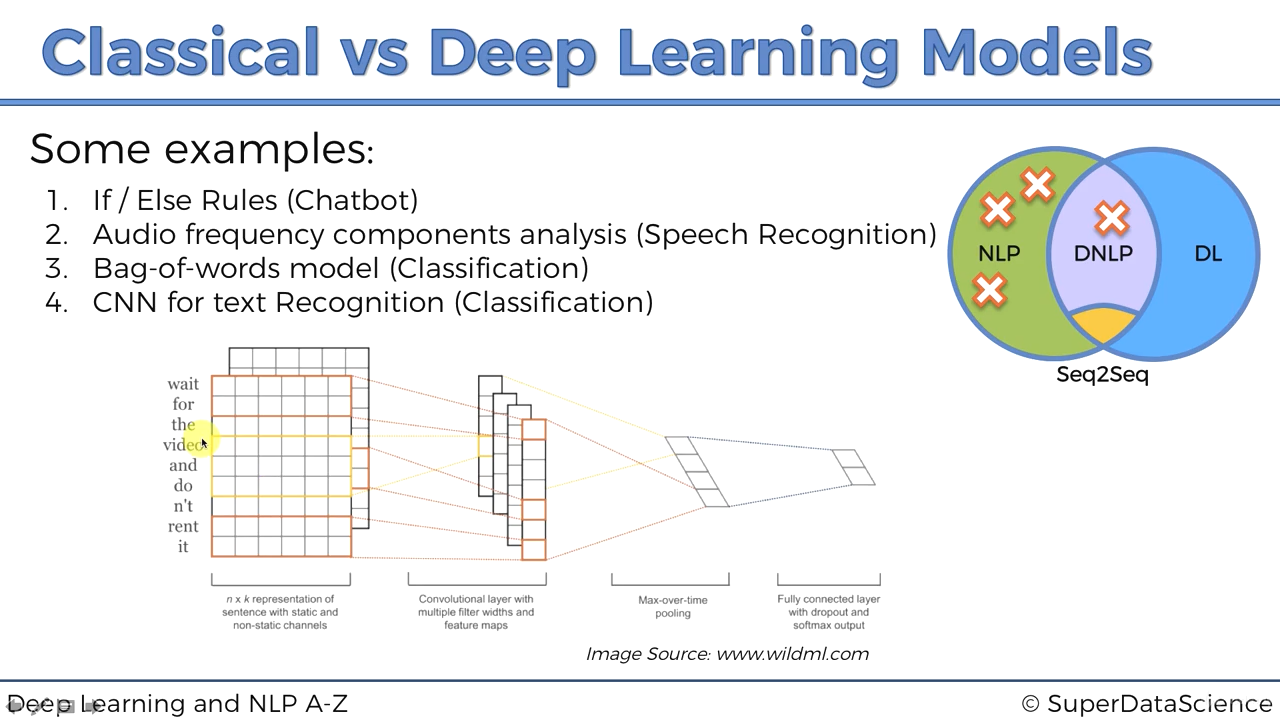 Classical vs Deep Learning Models
Some examples:
1. If / Else Rules (Chatbot)
2. Audio frequency components analysis (Speech Recognition)
3. Bag-of-words model (Classification)
4. CNN for text Recognition (Classification)
NLP
DNLP
DL
Seq2Seq
wait
for
the
video
and
do
n't
rent
it
n x k representation of
sentence with static and
non-static channels
Convolutional layer with
multiple filter widths and
feature maps
Max-over-time
pooling
Fully connected layer
with dropout and
softmax output
Image Source: www.wildml.com
Deep Learning and NLP A-Z
© SuperDataScience